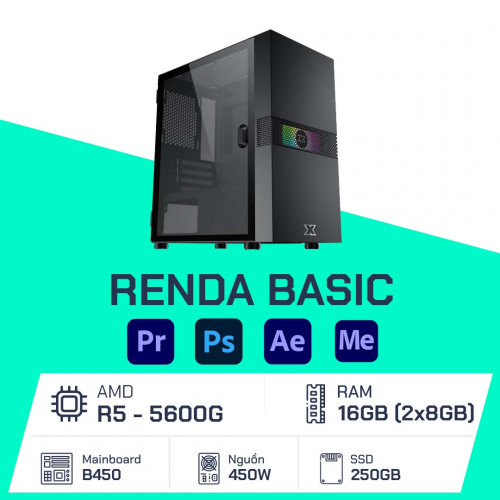 RENDA BASIC
Pr Ps Ae Me
AMD
R5 - 5600G
RAM
16GB (2x8GB)
Mainboard
B450
Nguồn
450W
SSD
250GB